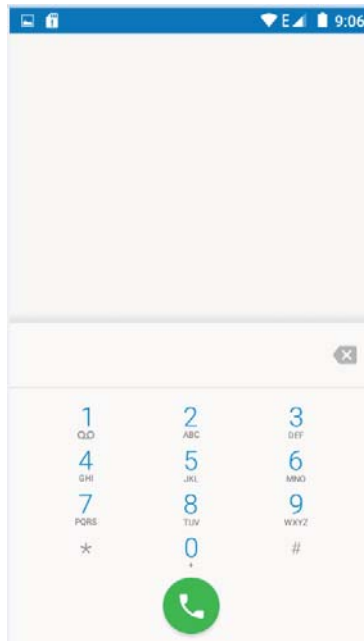 E 9:06
1 2 3
ABC DEF
4 5 6
GHI JKL MNO
7 8 9
PQRS TUV WXYZ
* 0 #
+